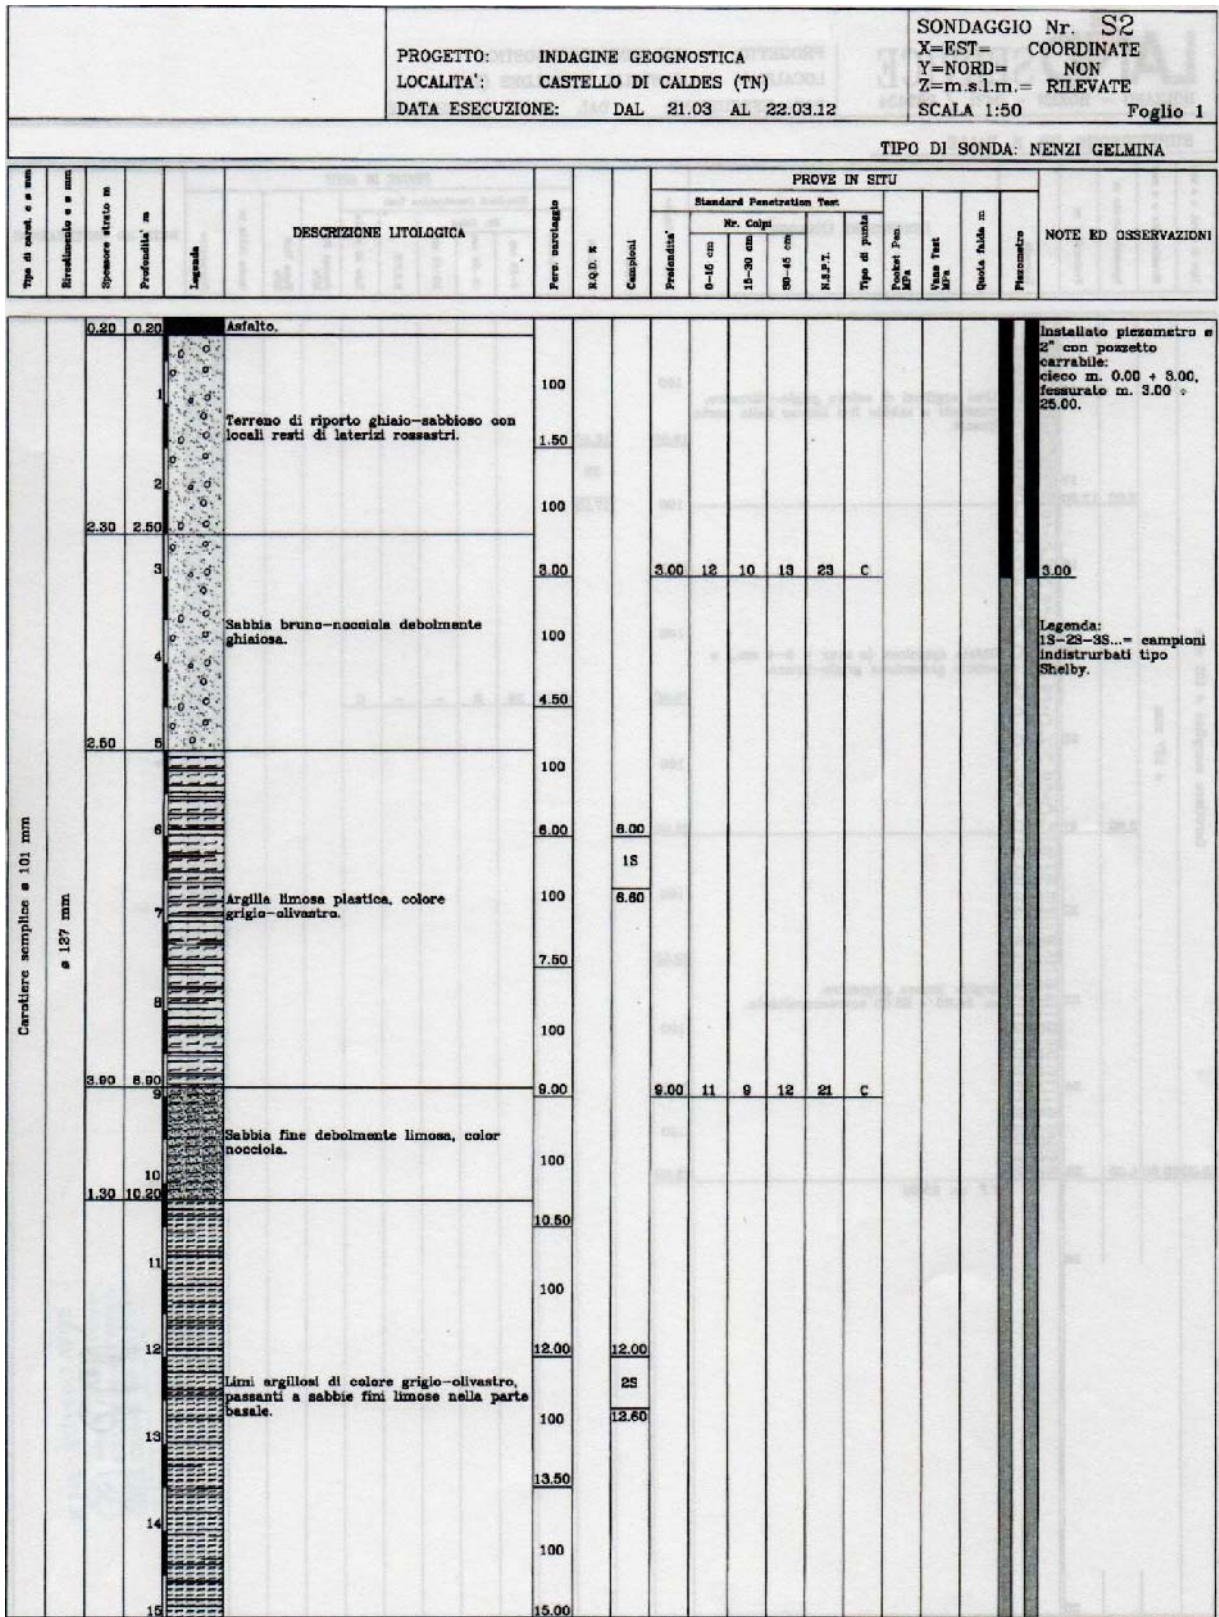 PROGETTO: INDAGINE GEOGNOSTICA
LOCALITA': CASTELLO DI CALDES (TN)
DATA ESECUZIONE: DAL 21.03 AL 22.03.12
SONDAGGIO Nr. S2
X=EST= COORDINATE
Y=NORD= NON
Z=m.s.l.m.= RILEVATE
SCALA 1:50 Foglio 1
TIPO DI SONDA: NENZI GELMINA
Tipo di carot. e ø mm
Rivestimento e ø mm
Spessore strato m
Profondita' m
Legenda
DESCRIZIONE LITOLOGICA
Perc. carotaggio
R.Q.D. %
Campioni
PROVE IN SITU
Standard Penetration Test
Profondita'
Nr. Colpi
0-15 cm
15-30 cm
30-45 cm
N.S.P.T.
Tipo di punta
Pocket Pen. MPa
Vane Test MPa
Quota falda m
Piezometro
NOTE ED OSSERVAZIONI
Carotiere semplice ø 101 mm
ø 127 mm
0.20 0.20 Asfalto.
Installato piezometro ø
2" con pozzetto
carrabile:
cieco m. 0.00 ÷ 3.00,
fessurato m. 3.00 ÷
25.00.
1 100
Terreno di riporto ghiaio-sabbioso con
locali resti di laterizi rossastri.
1.50
2 100
2.30 2.50
3 3.00 3.00 12 10 13 23 C 3.00
Sabbia bruno-nocciola debolmente
ghiaiosa.
100
Legenda:
1S-2S-3S...= campioni
indistrurbati tipo
Shelby.
4
4.50
2.50 5
100
6 6.00 6.00
1S
6.60
Argilla limosa plastica, colore
grigio-olivastro.
100
7
7.50
8
100
3.90 8.90
9 9.00 9.00 11 9 12 21 C
Sabbia fine debolmente limosa, color
nocciola.
100
10
1.30 10.20
10.50
11
100
12 12.00 12.00
2S
12.60
Limi argillosi di colore grigio-olivastro,
passanti a sabbie fini limose nella parte
basale.
100
13
13.50
14
100
15 15.00